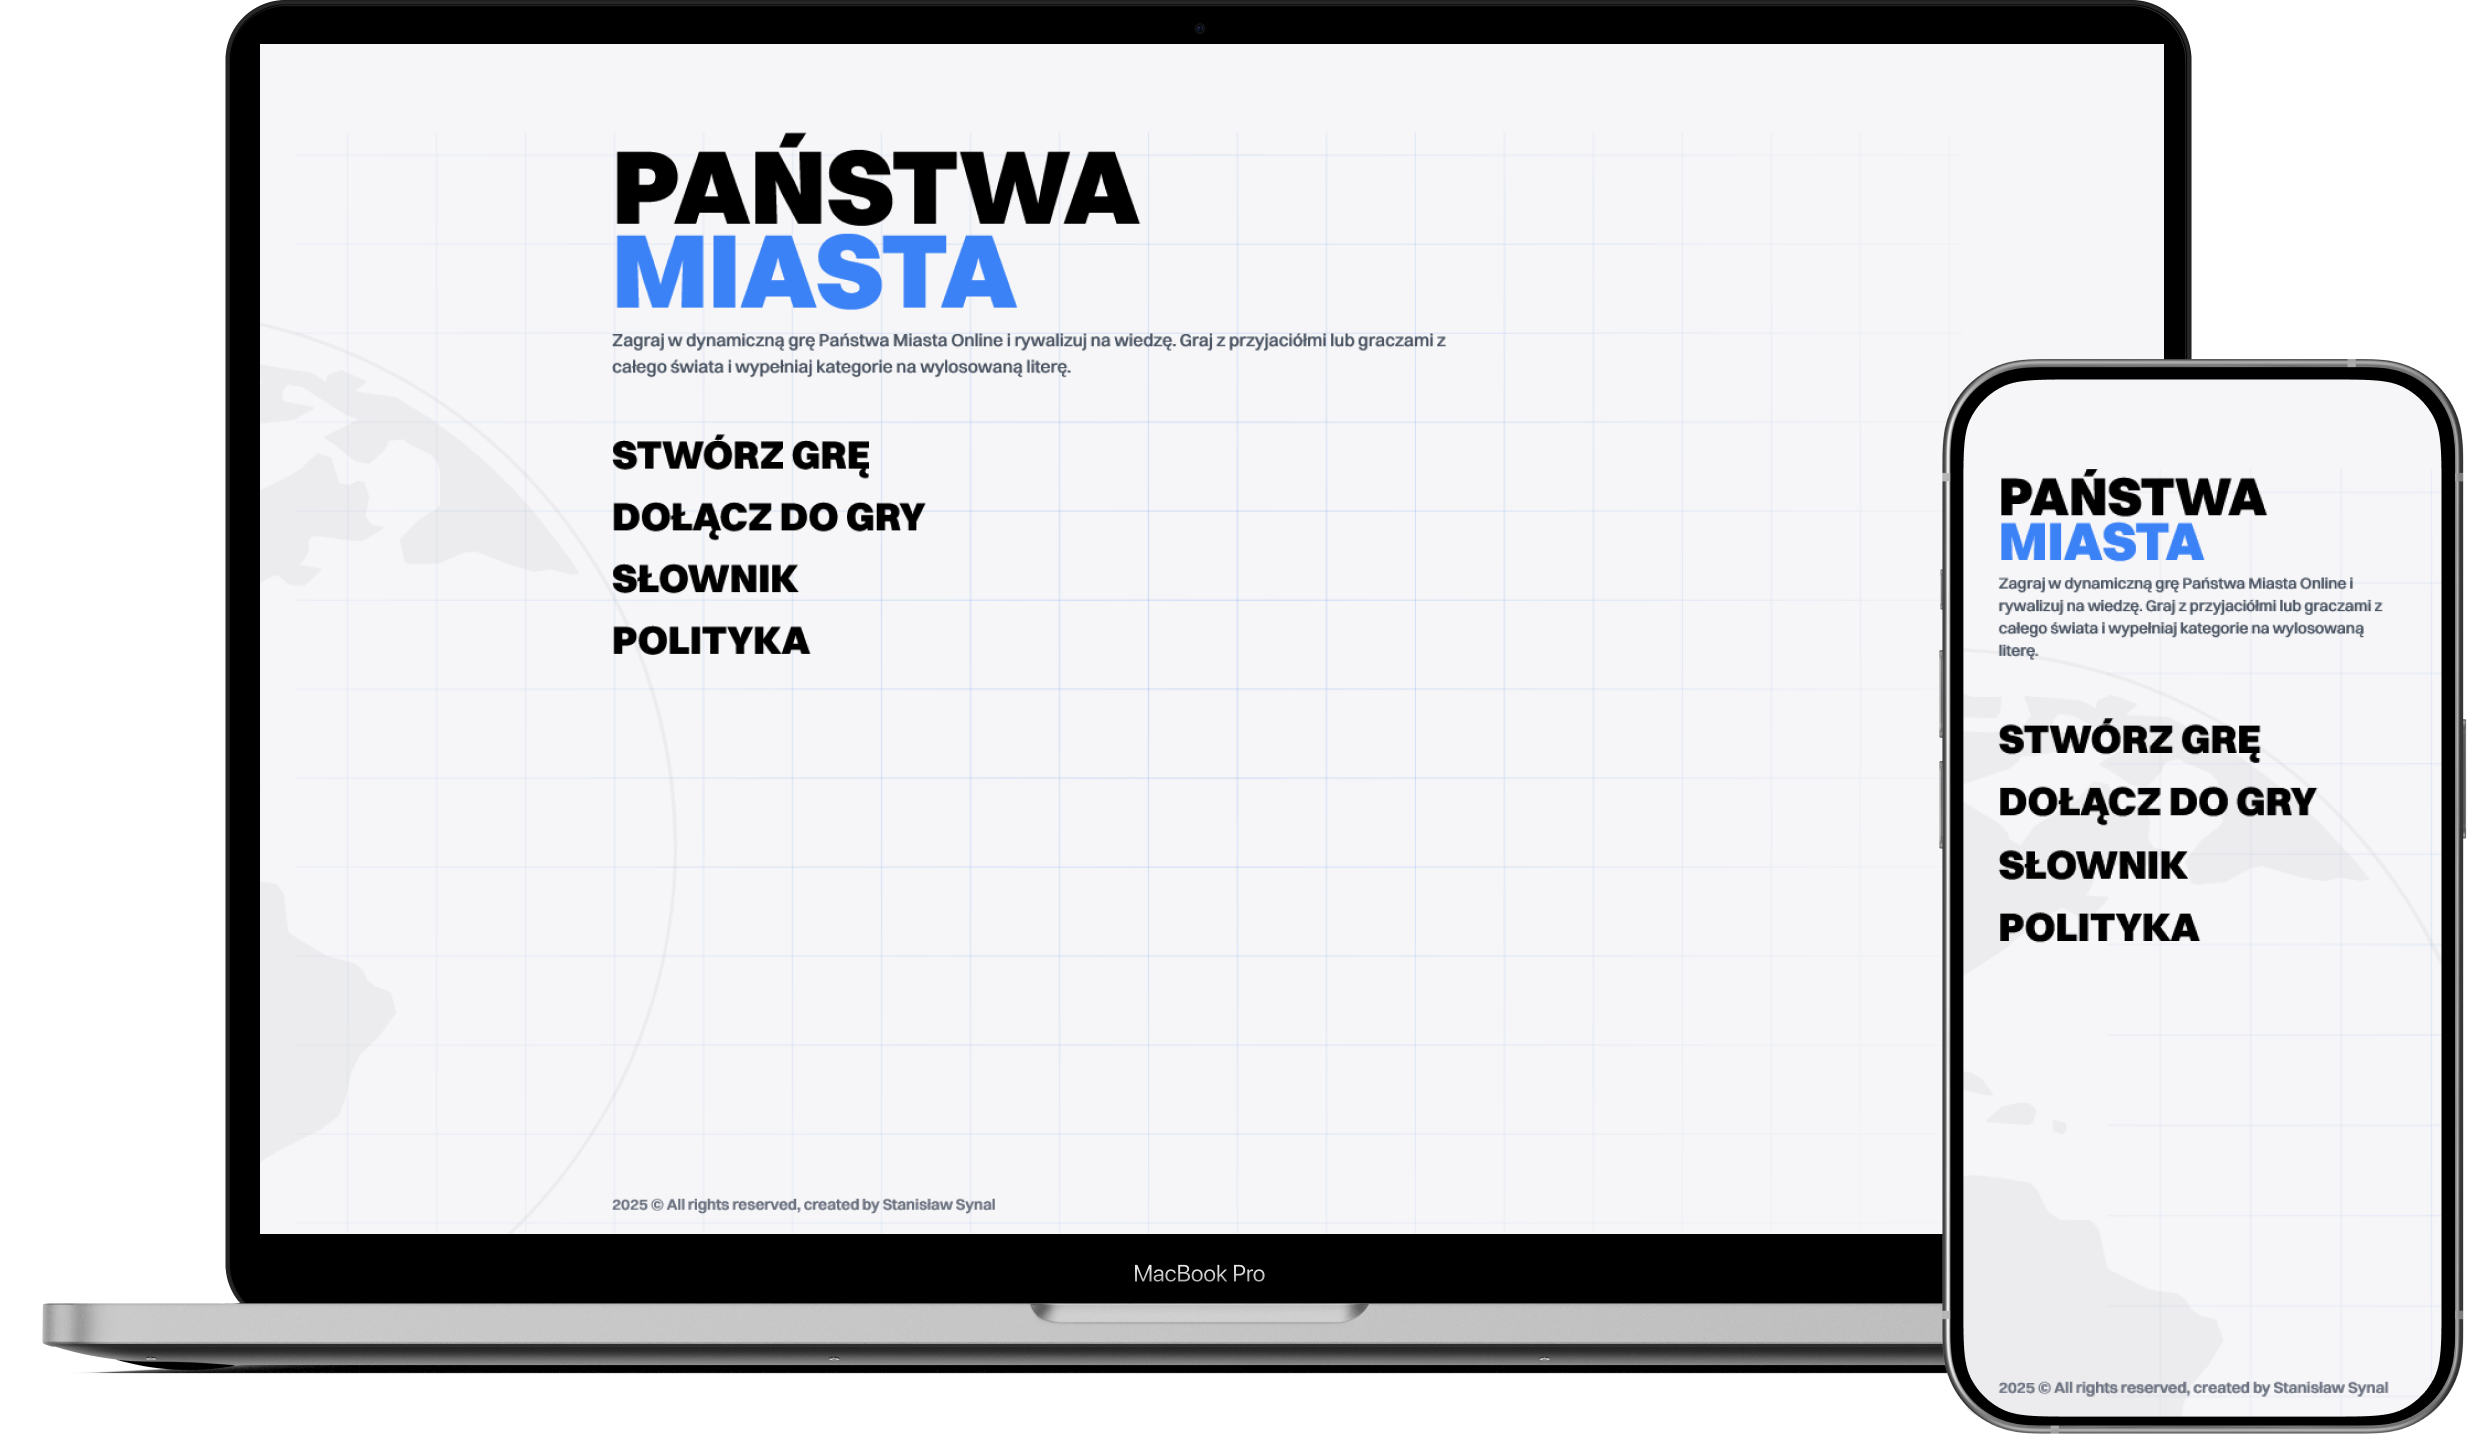 PAŃSTWA
MIASTA
Zagraj w dynamiczną grę Państwa Miasta Online i rywalizuj na wiedzę. Graj z przyjaciółmi lub graczami z
całego świata i wypełniaj kategorie na wylosowaną literę.
STWÓRZ GRĘ
DOŁĄCZ DO GRY
SŁOWNIK
POLITYKA
2025 © All rights reserved, created by Stanisław Synal
MacBook Pro
PAŃSTWA
MIASTA
Zagraj w dynamiczną grę Państwa Miasta Online i
rywalizuj na wiedzę. Graj z przyjaciółmi lub graczami z
całego świata i wypełniaj kategorie na wylosowaną
literę.
STWÓRZ GRĘ
DOŁĄCZ DO GRY
SŁOWNIK
POLITYKA
2025 © All rights reserved, created by Stanisław Synal